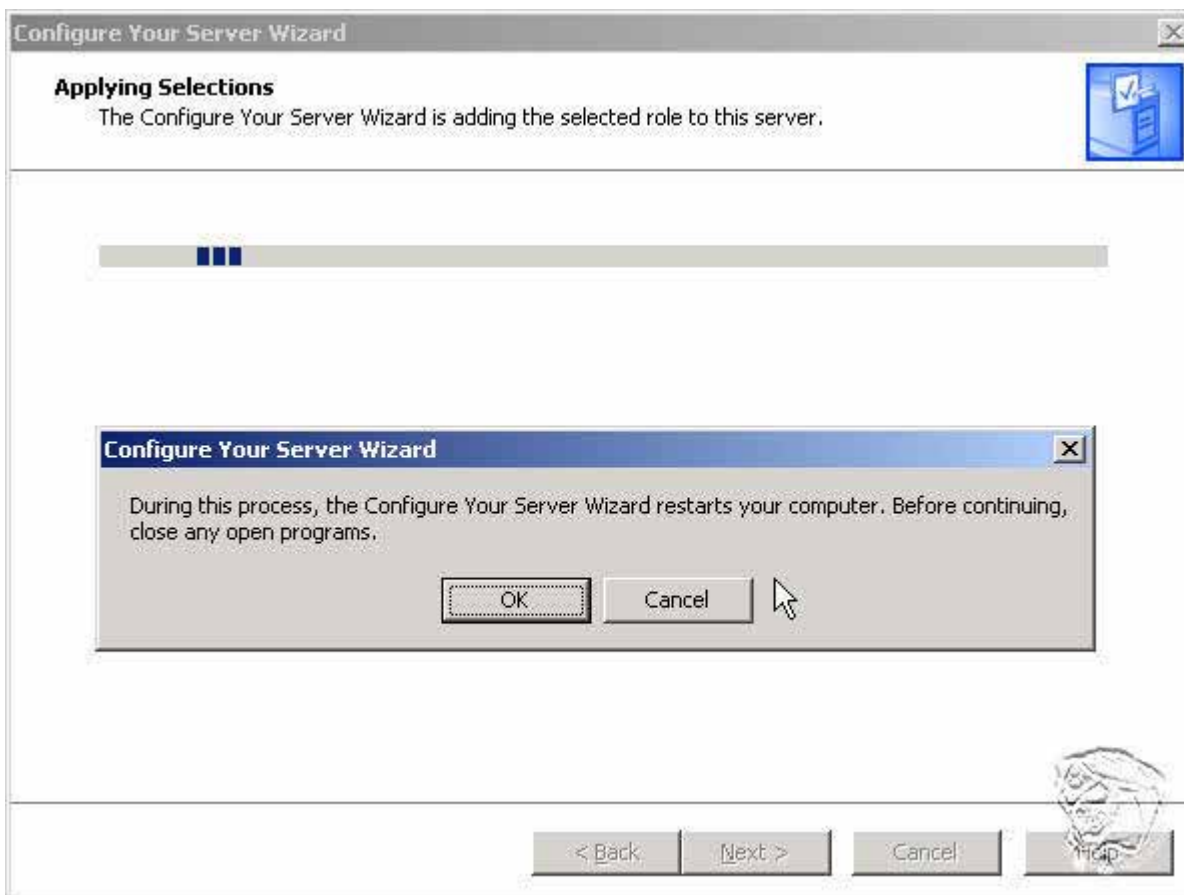 Configure Your Server Wizard
Applying Selections
The Configure Your Server Wizard is adding the selected role to this server.
Configure Your Server Wizard
During this process, the Configure Your Server Wizard restarts your computer. Before continuing,
close any open programs.
OK Cancel
< Back Next > Cancel Help